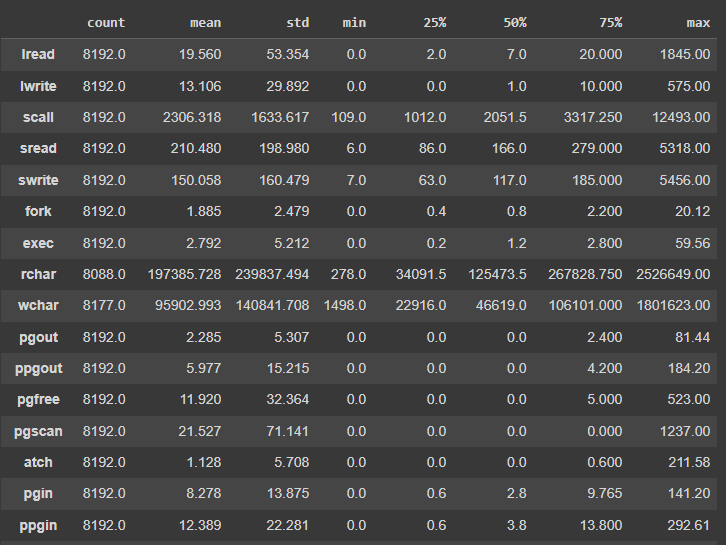 count mean std min 25% 50% 75% max
lread 8192.0 19.560 53.354 0.0 2.0 7.0 20.000 1845.00
lwrite 8192.0 13.106 29.892 0.0 0.0 1.0 10.000 575.00
scall 8192.0 2306.318 1633.617 109.0 1012.0 2051.5 3317.250 12493.00
sread 8192.0 210.480 198.980 6.0 86.0 166.0 279.000 5318.00
swrite 8192.0 150.058 160.479 7.0 63.0 117.0 185.000 5456.00
fork 8192.0 1.885 2.479 0.0 0.4 0.8 2.200 20.12
exec 8192.0 2.792 5.212 0.0 0.2 1.2 2.800 59.56
rchar 8088.0 197385.728 239837.494 278.0 34091.5 125473.5 267828.750 2526649.00
wchar 8177.0 95902.993 140841.708 1498.0 22916.0 46619.0 106101.000 1801623.00
pgout 8192.0 2.285 5.307 0.0 0.0 0.0 2.400 81.44
ppgout 8192.0 5.977 15.215 0.0 0.0 0.0 4.200 184.20
pgfree 8192.0 11.920 32.364 0.0 0.0 0.0 5.000 523.00
pgscan 8192.0 21.527 71.141 0.0 0.0 0.0 0.000 1237.00
atch 8192.0 1.128 5.708 0.0 0.0 0.0 0.600 211.58
pgin 8192.0 8.278 13.875 0.0 0.6 2.8 9.765 141.20
ppgin 8192.0 12.389 22.281 0.0 0.6 3.8 13.800 292.61